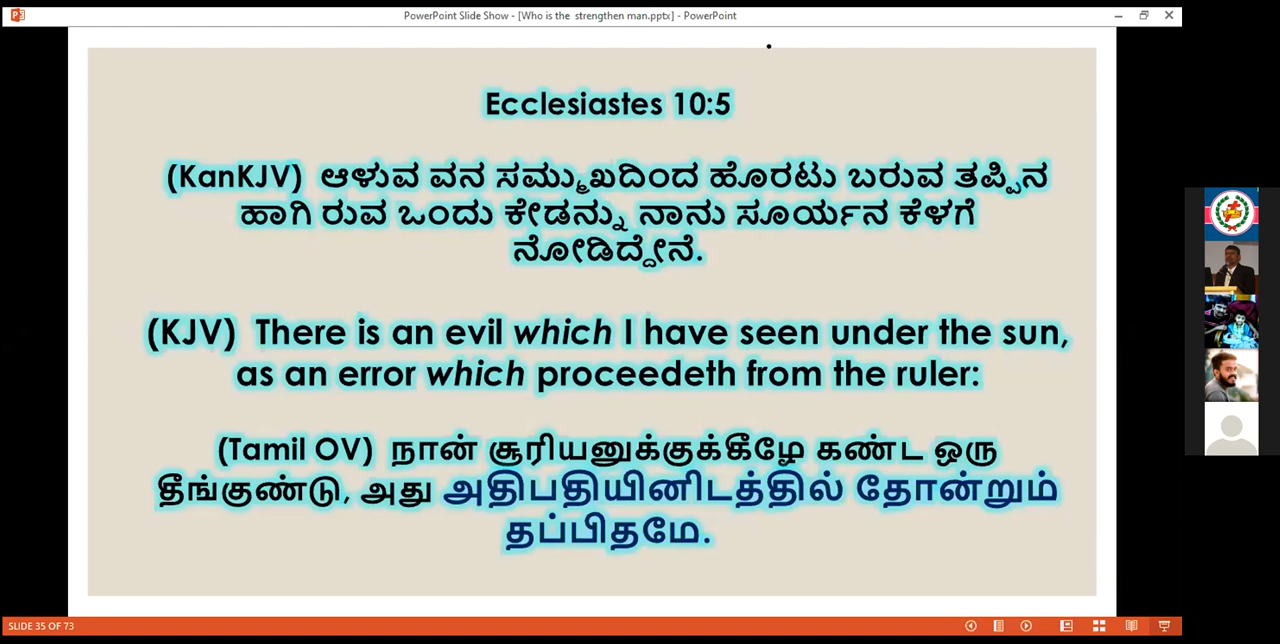 PowerPoint Slide Show - [Who is the  strengthen man.pptx] - PowerPoint
Ecclesiastes 10:5
(KanKJV)  ಆಳುವ ವನ ಸಮ್ಮುಖದಿಂದ ಹೊರಟು ಬರುವ ತಪ್ಪಿನ
ಹಾಗಿ ರುವ ಒಂದು ಕೇಡನ್ನು ನಾನು ಸೂರ್ಯನ ಕೆಳಗೆ
ನೋಡಿದ್ದೇನೆ.
(KJV)  There is an evil which I have seen under the sun,
as an error which proceedeth from the ruler:
(Tamil OV)  நான் சூரியனுக்குக்கீழே கண்ட ஒரு
தீங்குண்டு, அது அதிபதியினிடத்தில் தோன்றும்
தப்பிதமே.
SLIDE 35 OF 73